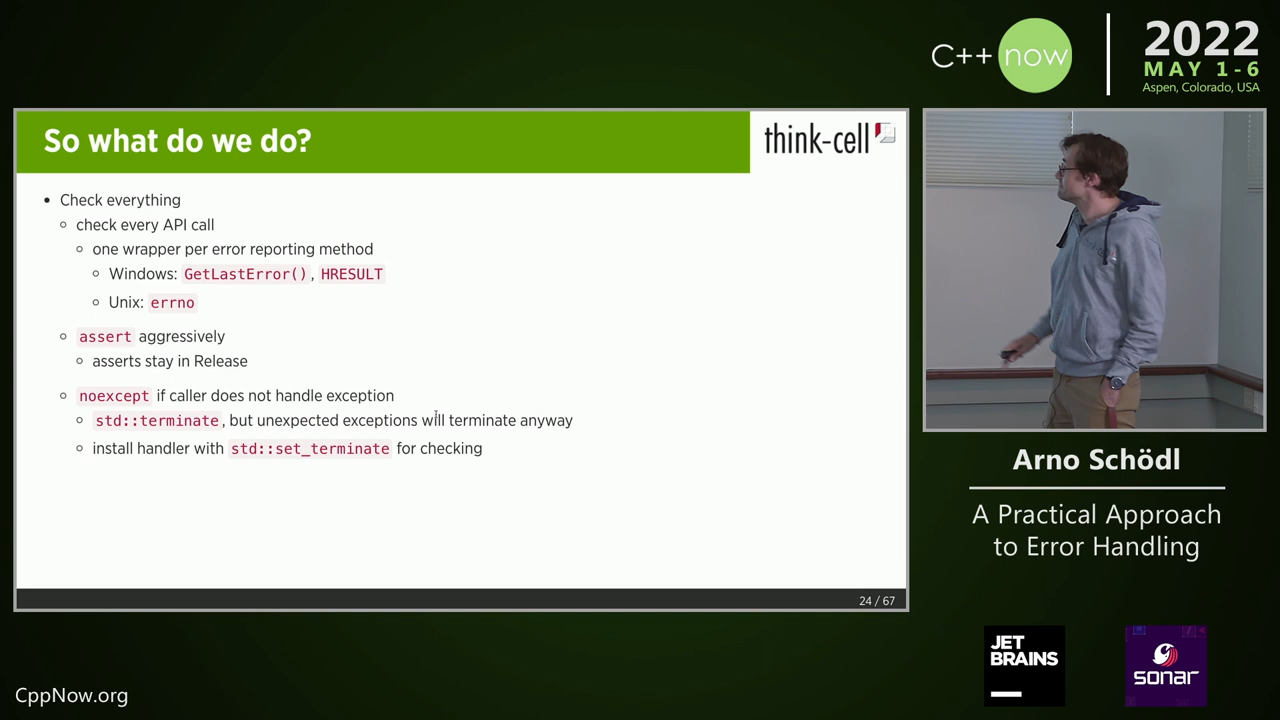 C++ now
2022
MAY 1-6
Aspen, Colorado, USA
So what do we do?
think-cell
• Check everything
◦ check every API call
◦ one wrapper per error reporting method
◦ Windows: GetLastError(), HRESULT
◦ Unix: errno
◦ assert aggressively
◦ asserts stay in Release
◦ noexcept if caller does not handle exception
◦ std::terminate, but unexpected exceptions will terminate anyway
◦ install handler with std::set_terminate for checking
24 / 67
Arno Schödl
A Practical Approach
to Error Handling
JET
BRAINS
sonar
CppNow.org